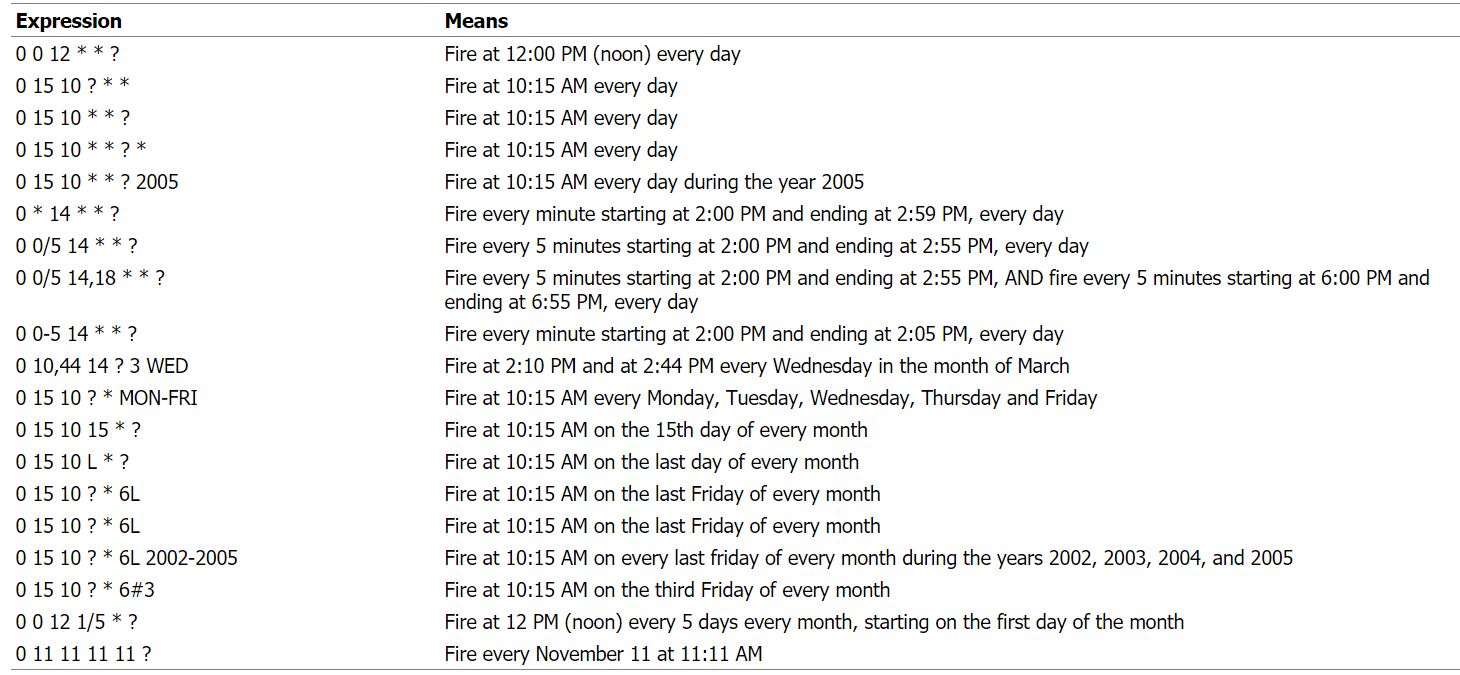 Expression Means
0 0 12 * * ? Fire at 12:00 PM (noon) every day
0 15 10 ? * * Fire at 10:15 AM every day
0 15 10 * * ? Fire at 10:15 AM every day
0 15 10 * * ? * Fire at 10:15 AM every day
0 15 10 * * ? 2005 Fire at 10:15 AM every day during the year 2005
0 * 14 * * ? Fire every minute starting at 2:00 PM and ending at 2:59 PM, every day
0 0/5 14 * * ? Fire every 5 minutes starting at 2:00 PM and ending at 2:55 PM, every day
0 0/5 14,18 * * ? Fire every 5 minutes starting at 2:00 PM and ending at 2:55 PM, AND fire every 5 minutes starting at 6:00 PM and
ending at 6:55 PM, every day
0 0-5 14 * * ? Fire every minute starting at 2:00 PM and ending at 2:05 PM, every day
0 10,44 14 ? 3 WED Fire at 2:10 PM and at 2:44 PM every Wednesday in the month of March
0 15 10 ? * MON-FRI Fire at 10:15 AM every Monday, Tuesday, Wednesday, Thursday and Friday
0 15 10 15 * ? Fire at 10:15 AM on the 15th day of every month
0 15 10 L * ? Fire at 10:15 AM on the last day of every month
0 15 10 ? * 6L Fire at 10:15 AM on the last Friday of every month
0 15 10 ? * 6L Fire at 10:15 AM on the last Friday of every month
0 15 10 ? * 6L 2002-2005 Fire at 10:15 AM on every last friday of every month during the years 2002, 2003, 2004, and 2005
0 15 10 ? * 6#3 Fire at 10:15 AM on the third Friday of every month
0 0 12 1/5 * ? Fire at 12 PM (noon) every 5 days every month, starting on the first day of the month
0 11 11 11 11 ? Fire every November 11 at 11:11 AM